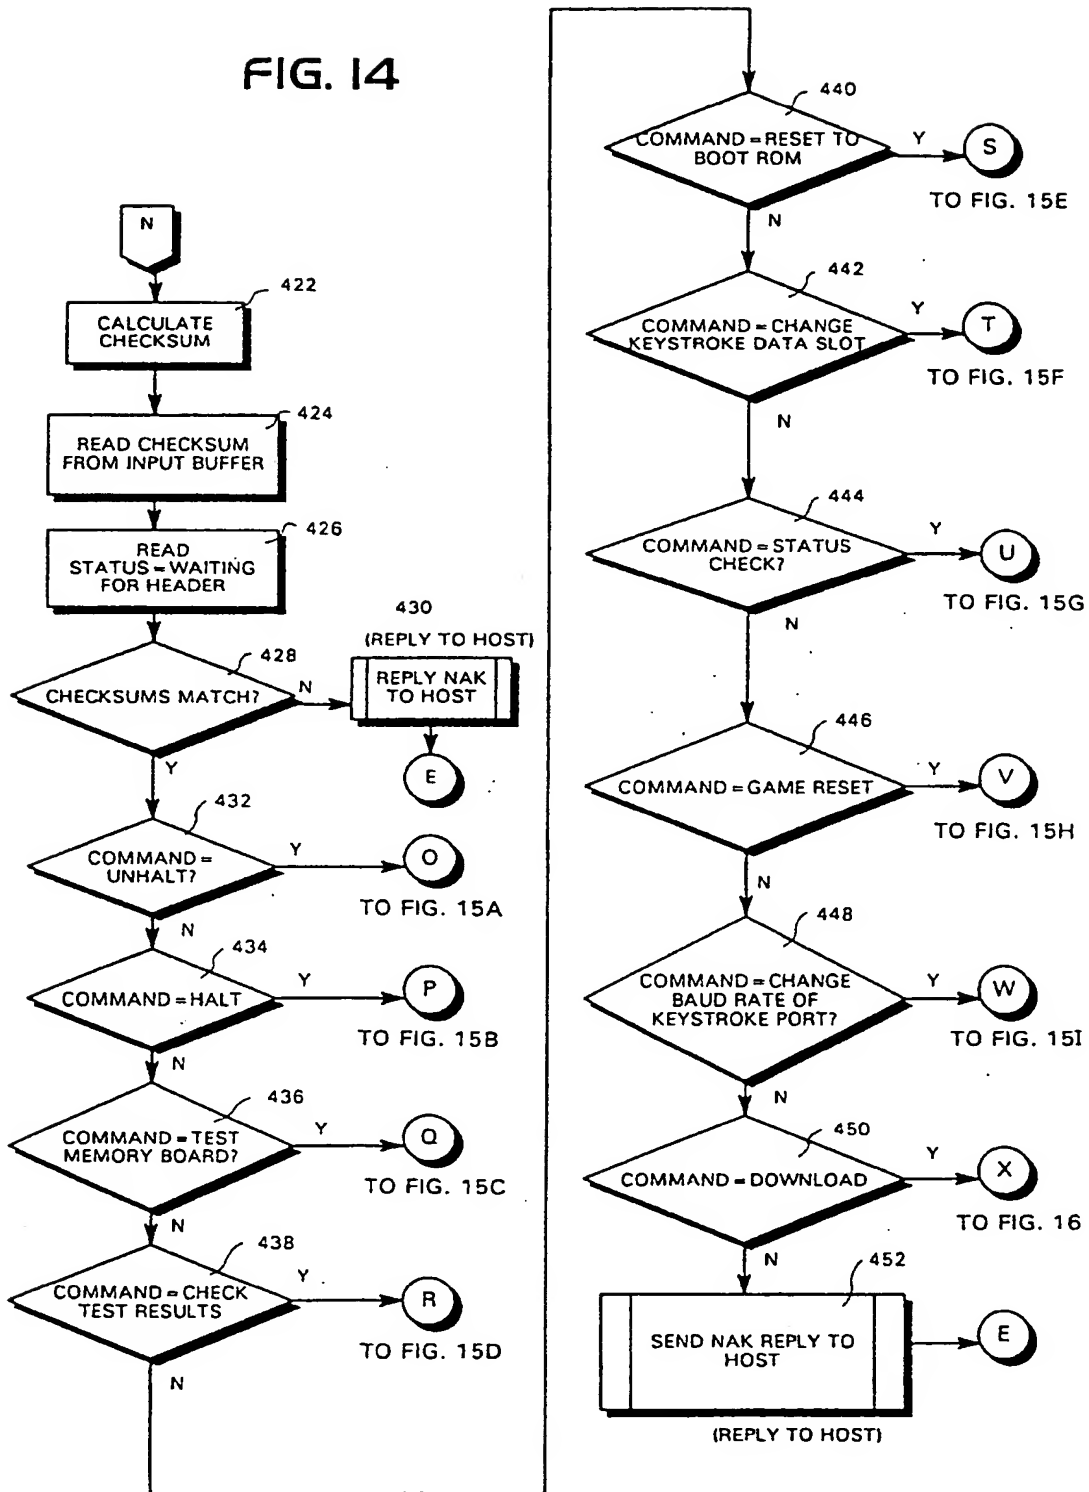 FIG. 14
N
422
CALCULATE
CHECKSUM
424
READ CHECKSUM
FROM INPUT BUFFER
426
READ
STATUS=WAITING
FOR HEADER
428
CHECKSUMS MATCH?
N
430
(REPLY TO HOST)
REPLY NAK
TO HOST
E
Y
432
COMMAND=
UNHALT?
Y
O
TO FIG. 15A
N
434
COMMAND=HALT
Y
P
TO FIG. 15B
N
436
COMMAND=TEST
MEMORY BOARD?
Y
Q
TO FIG. 15C
N
438
COMMAND=CHECK
TEST RESULTS
Y
R
TO FIG. 15D
N
440
COMMAND=RESET TO
BOOT ROM
Y
S
TO FIG. 15E
N
442
COMMAND=CHANGE
KEYSTROKE DATA SLOT
Y
T
TO FIG. 15F
N
444
COMMAND=STATUS
CHECK?
Y
U
TO FIG. 15G
N
446
COMMAND=GAME RESET
Y
V
TO FIG. 15H
N
448
COMMAND=CHANGE
BAUD RATE OF
KEYSTROKE PORT?
Y
W
TO FIG. 15I
N
450
COMMAND=DOWNLOAD
Y
X
TO FIG. 16
N
452
SEND NAK REPLY TO
HOST
E
(REPLY TO HOST)